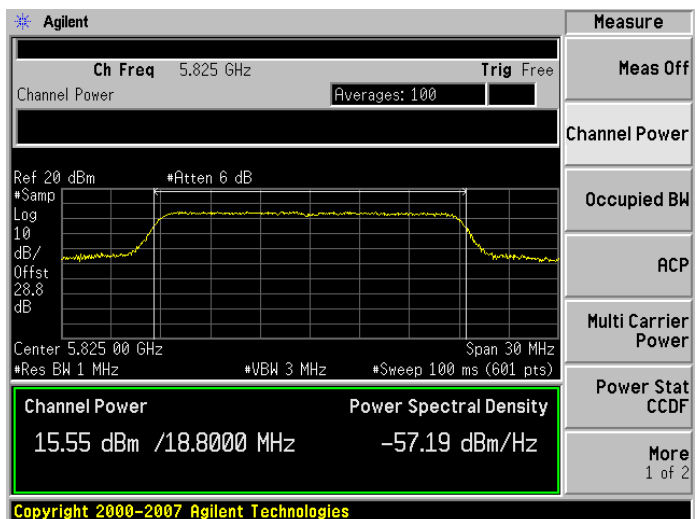 Agilent
Measure
Ch Freq 5.825 GHz Trig Free
Channel Power Averages: 100
Meas Off
Channel Power
Occupied BW
ACP
Multi Carrier
Power
Power Stat
CCDF
More
1 of 2
Ref 20 dBm #Atten 6 dB
#Samp
Log
10
dB/
Offst
28.8
dB
Center 5.825 00 GHz Span 30 MHz
#Res BW 1 MHz #VBW 3 MHz #Sweep 100 ms (601 pts)
Channel Power Power Spectral Density
15.55 dBm /18.8000 MHz -57.19 dBm/Hz
Copyright 2000-2007 Agilent Technologies